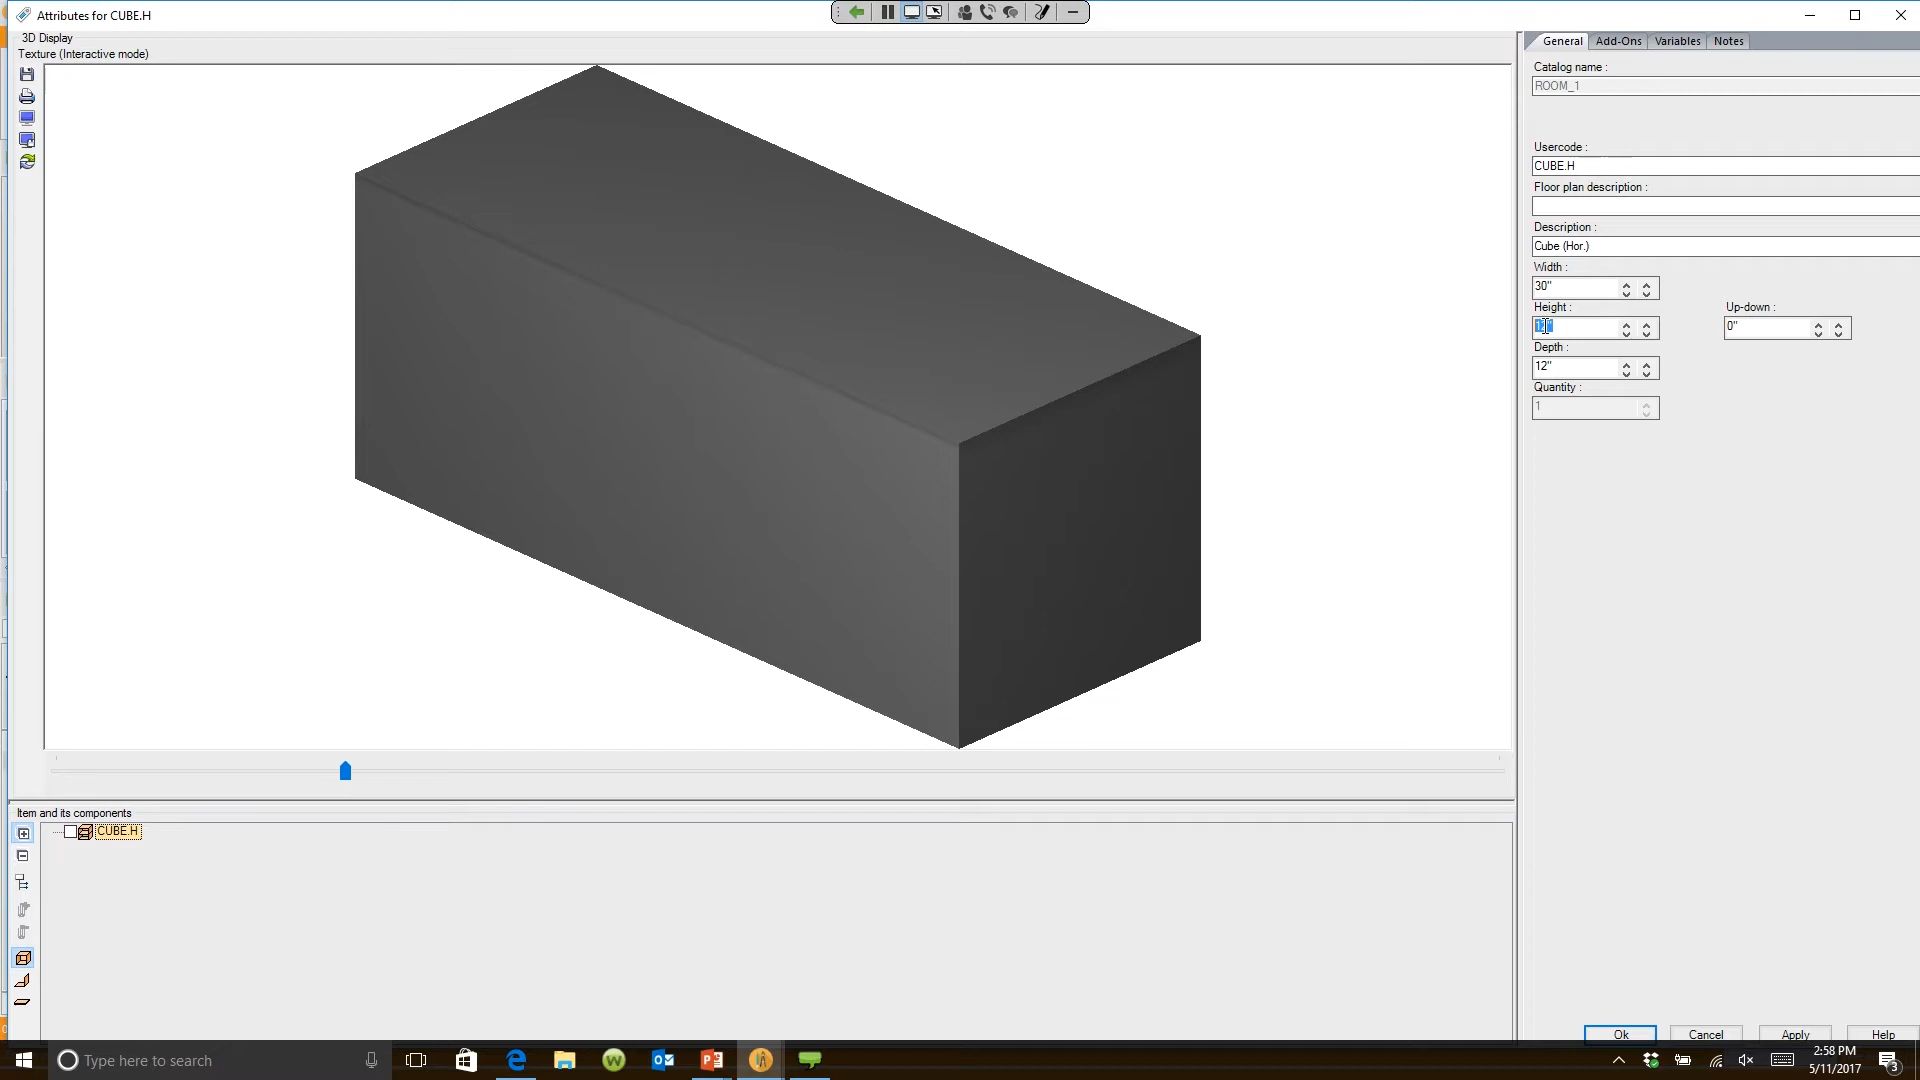 Attributes for CUBE.H
3D Display
Texture (Interactive mode)
General
Add-Ons
Variables
Notes
Catalog name :
ROOM_1
Usercode :
CUBE.H
Floor plan description :
Description :
Cube (Hor.)
Width :
30"
Height :
Up-down :
0"
Depth :
12"
Quantity :
1
Item and its components
CUBE.H
Ok
Cancel
Apply
Help
Type here to search
2:58 PM
5/11/2017
3